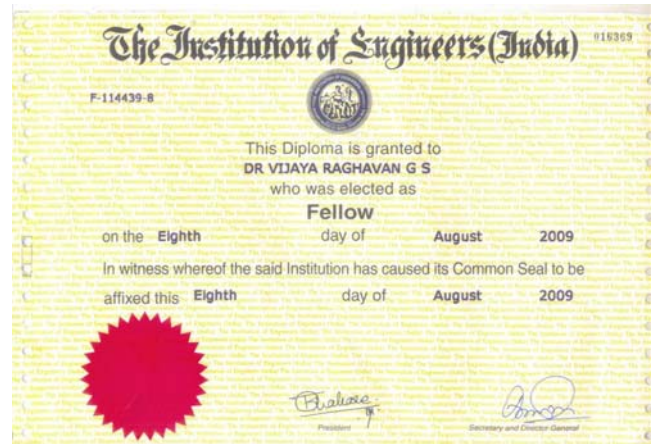 The Institution of Engineers (India)
016369
F-114439-8
This Diploma is granted to
DR VIJAYA RAGHAVAN G S
who was elected as
Fellow
on the Eighth day of August 2009
In witness whereof the said Institution has caused its Common Seal to be
affixed this Eighth day of August 2009
President
Secretary and Director General